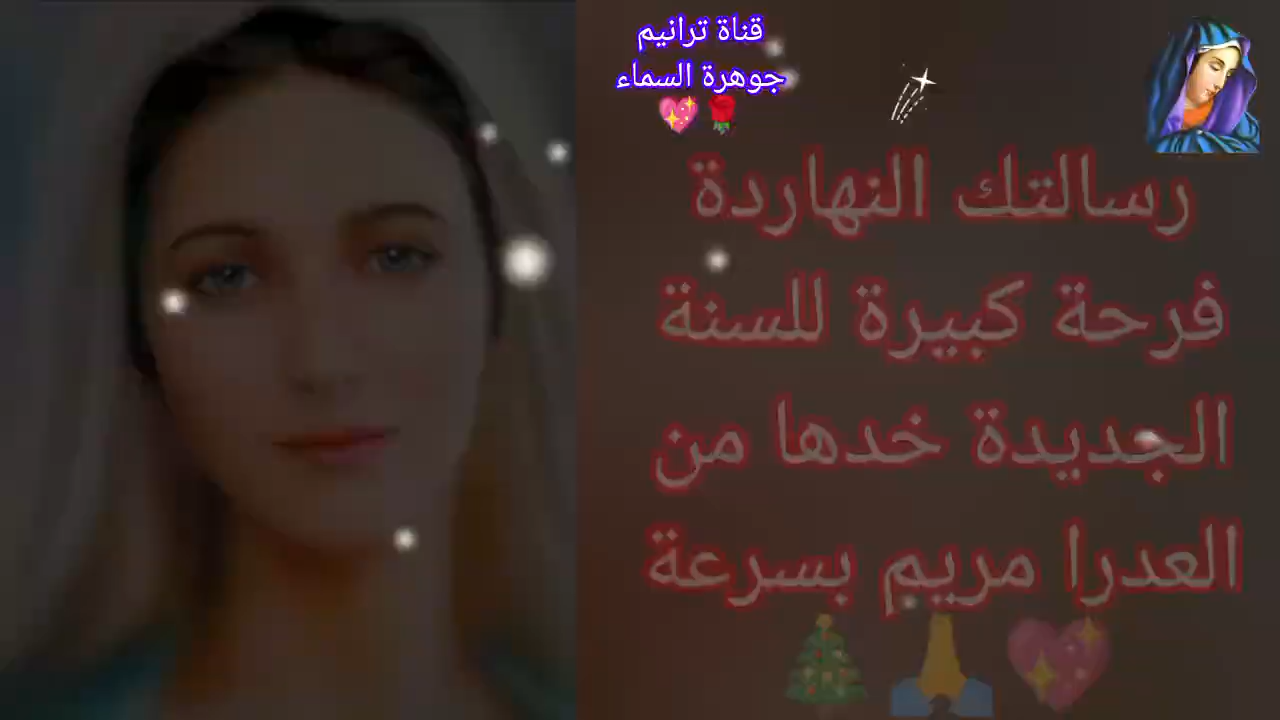 قناة ترانيم
جوهرة السماء
💖🌹
رسالتك النهاردة
فرحة كبيرة للسنة
الجديدة خدها من
العدرا مريم بسرعة
🎄🙏💖